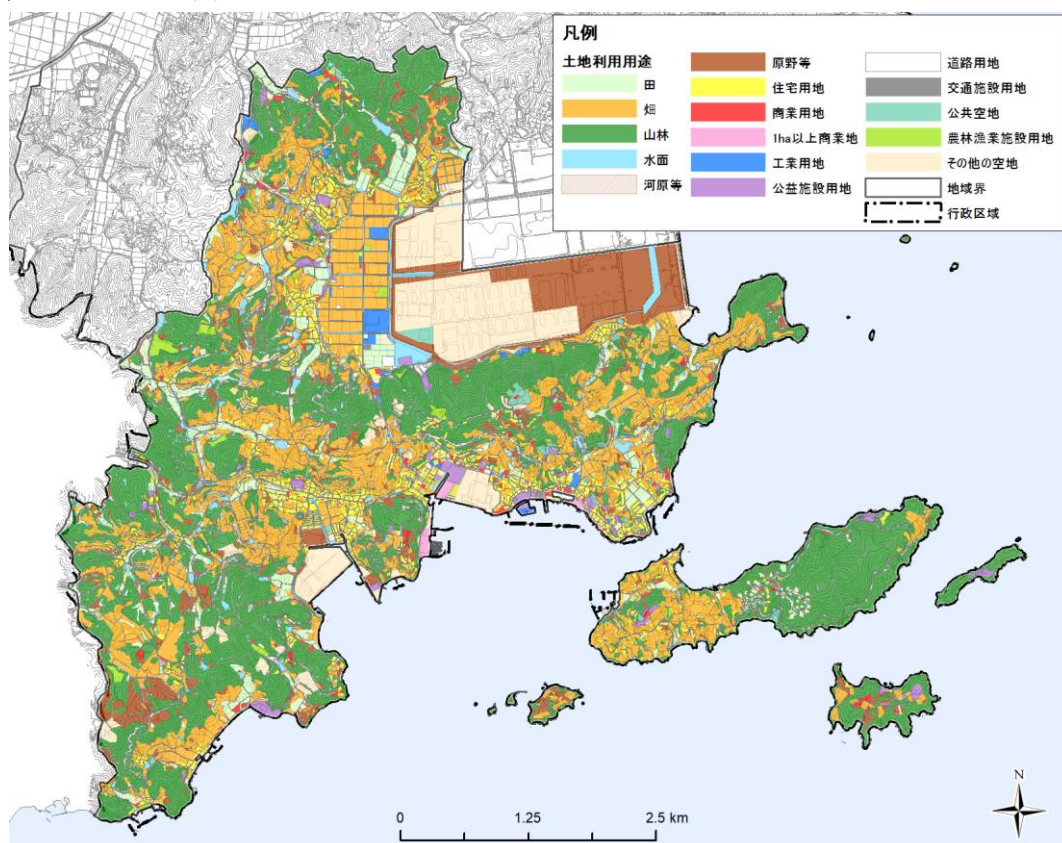 凡例
土地利用用途
田
畑
山林
水面
河原等
原野等
住宅用地
商業用地
1ha以上商業地
工業用地
公益施設用地
道路用地
交通施設用地
公共空地
農林漁業施設用地
その他の空地
地域界
行政区域
N
0 1.25 2.5 km